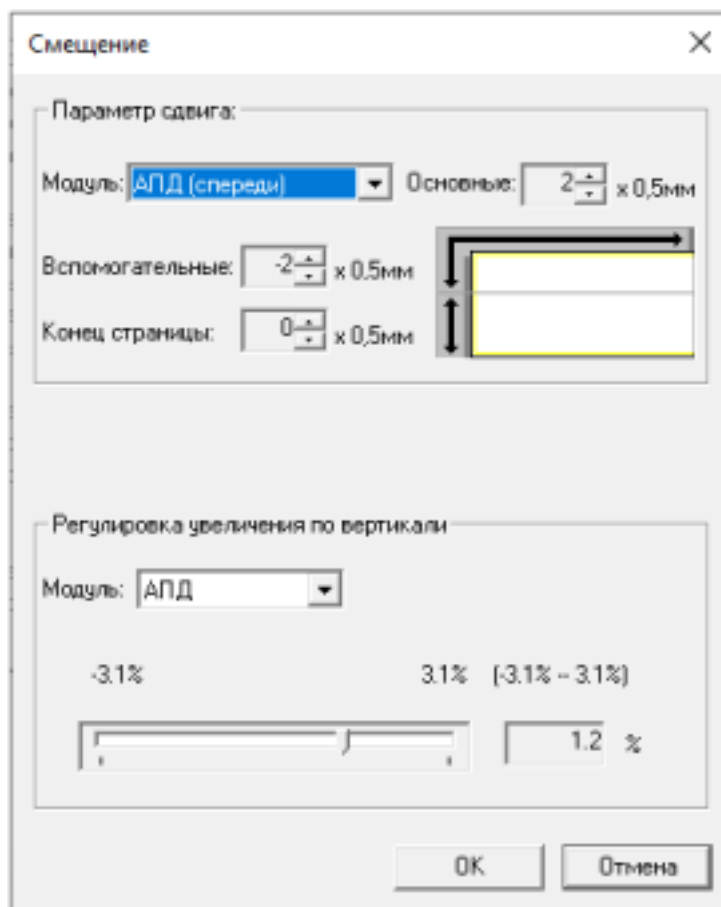 Смещение
Параметр сдвига:
Модуль: АПД (спереди) Основные: 2 x 0,5мм
Вспомогательные: -2 x 0,5мм
Конец страницы: 0 x 0,5мм
Регулировка увеличения по вертикали
Модуль: АПД
-3.1% 3.1% (-3.1% -- 3.1%)
1.2 %
OK Отмена